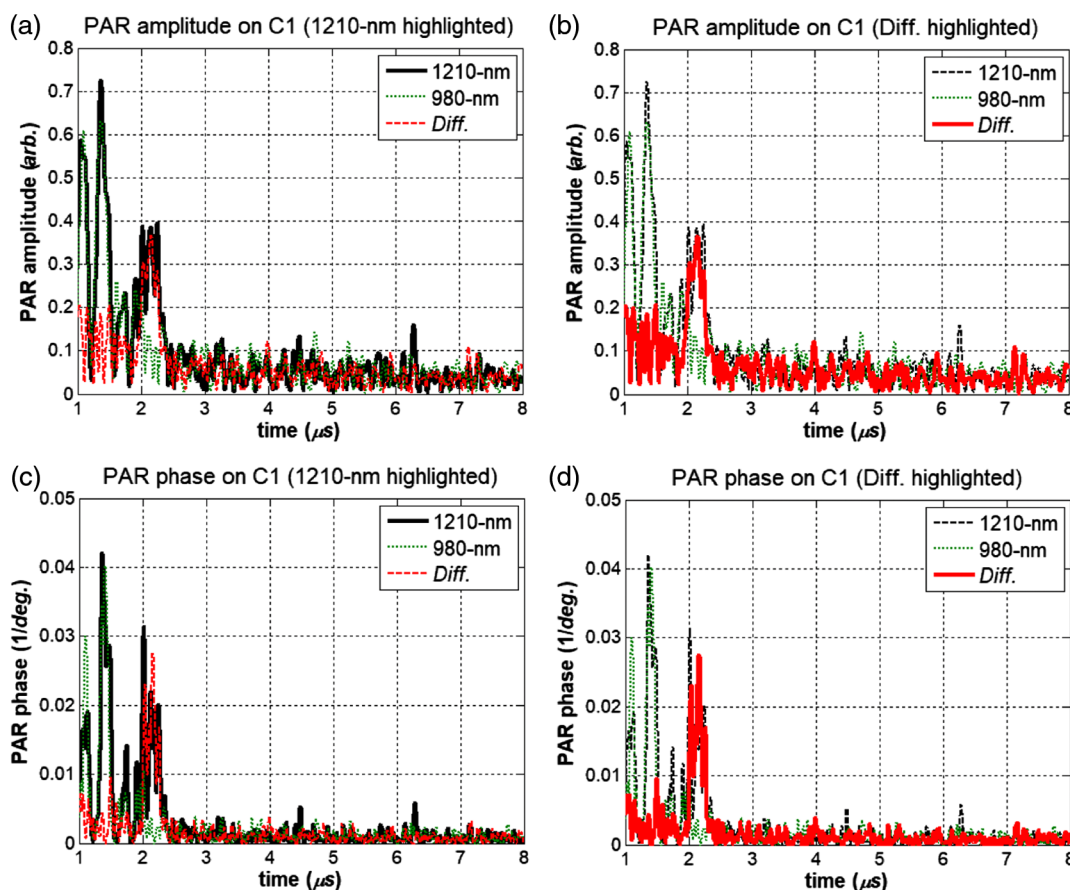 (a)
PAR amplitude on C1 (1210-nm highlighted)
0.8
0.7
0.6
0.5
0.4
0.3
0.2
0.1
0
PAR amplitude (arb.)
1210-nm
980-nm
Diff.
1 2 3 4 5 6 7 8
time (μs)
(b)
PAR amplitude on C1 (Diff. highlighted)
0.8
0.7
0.6
0.5
0.4
0.3
0.2
0.1
0
PAR amplitude (arb.)
1210-nm
980-nm
Diff.
1 2 3 4 5 6 7 8
time (μs)
(c)
PAR phase on C1 (1210-nm highlighted)
0.05
0.04
0.03
0.02
0.01
0
PAR phase (1/deg.)
1210-nm
980-nm
Diff.
1 2 3 4 5 6 7 8
time (μs)
(d)
PAR phase on C1 (Diff. highlighted)
0.05
0.04
0.03
0.02
0.01
0
PAR phase (1/deg.)
1210-nm
980-nm
Diff.
1 2 3 4 5 6 7 8
time (μs)